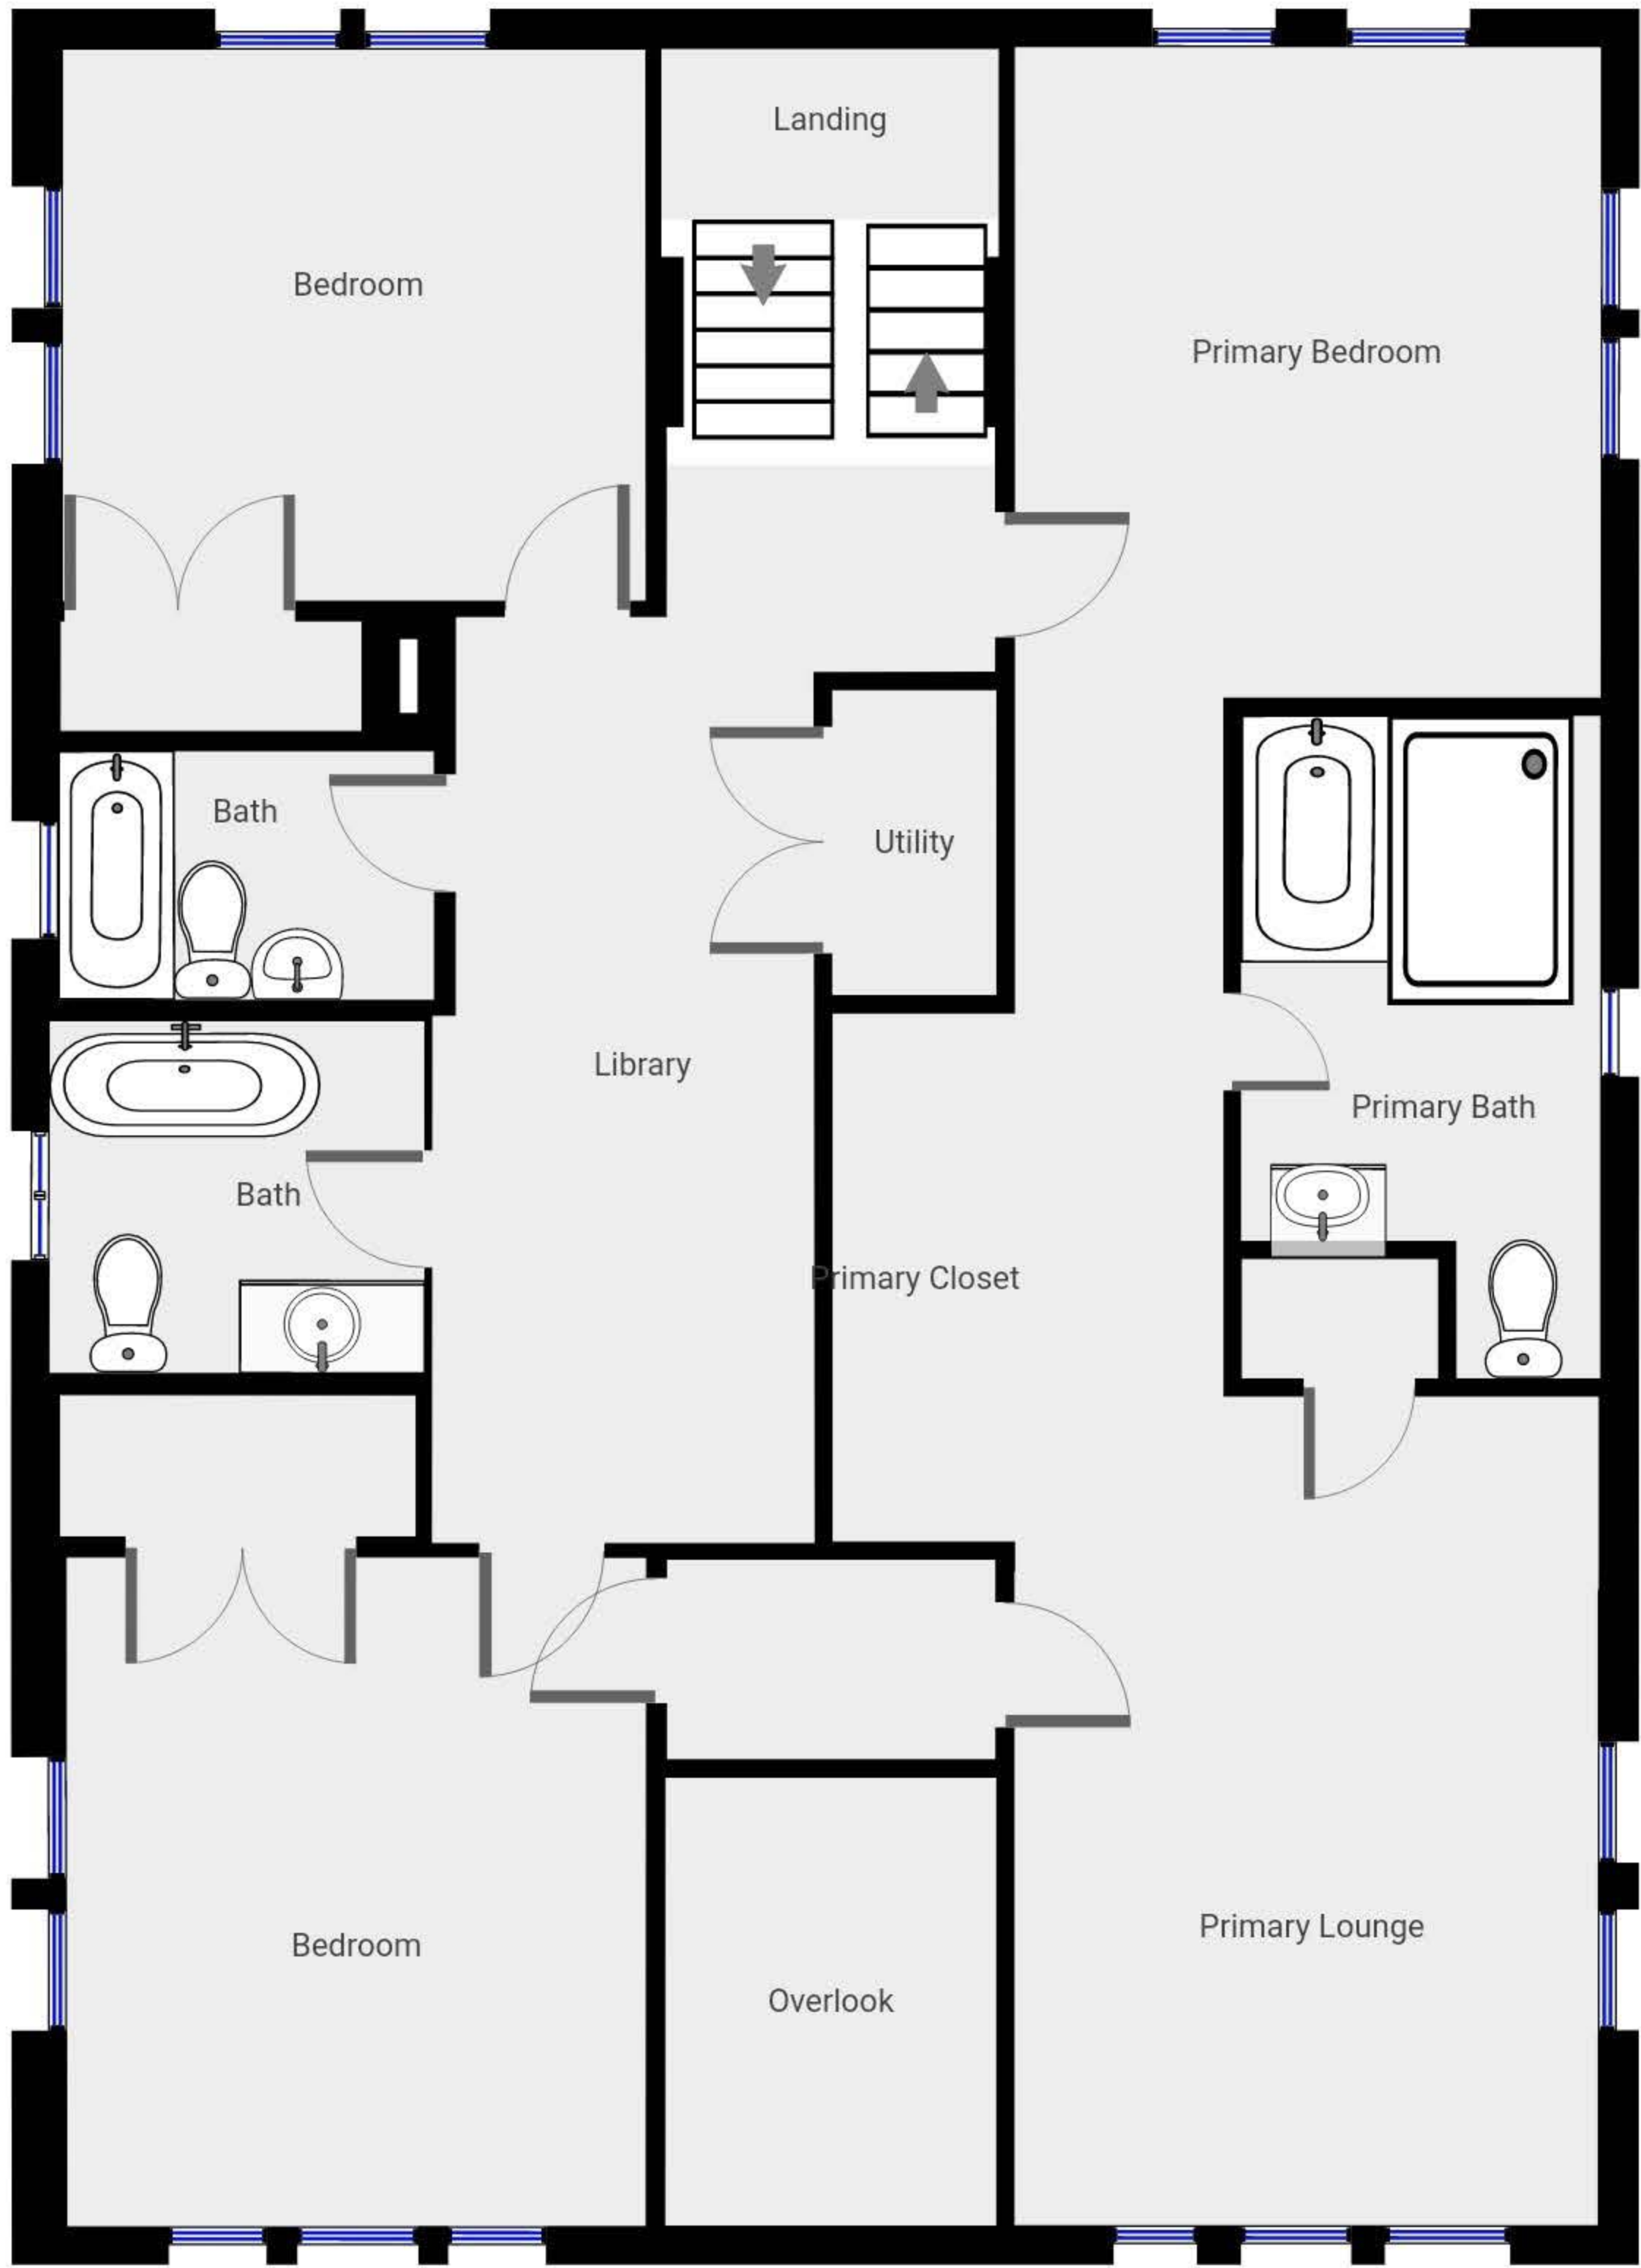 Landing
Bedroom
Primary Bedroom
Bath
Utility
Library
Primary Bath
Bath
Primary Closet
Primary Lounge
Bedroom
Overlook